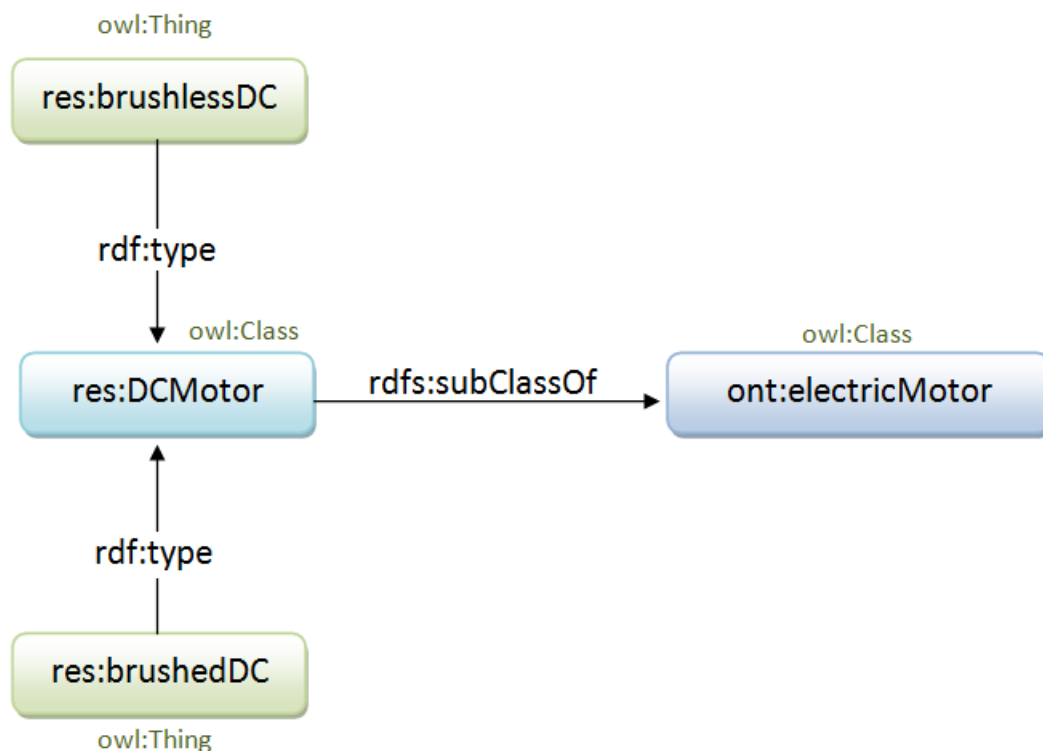 owl:Thing
res:brushlessDC
rdf:type
owl:Class
owl:Class
res:DCMotor
rdfs:subClassOf
ont:electricMotor
rdf:type
res:brushedDC
owl:Thing